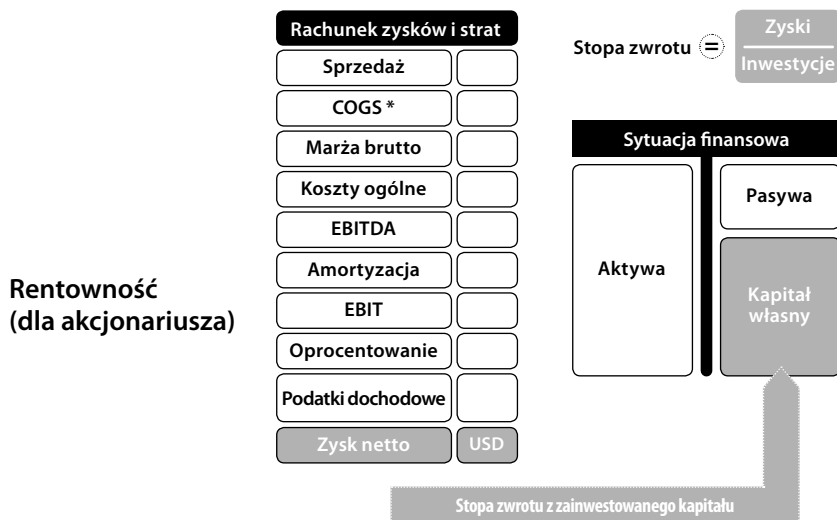 Rentowność
(dla akcjonariusza)
Rachunek zysków i strat
Sprzedaż
COGS *
Marża brutto
Koszty ogólne
EBITDA
Amortyzacja
EBIT
Oprocentowanie
Podatki dochodowe
Zysk netto USD
Stopa zwrotu =
Zyski
Inwestycje
Sytuacja finansowa
Aktywa
Pasywa
Kapitał
własny
Stopa zwrotu z zainwestowanego kapitału